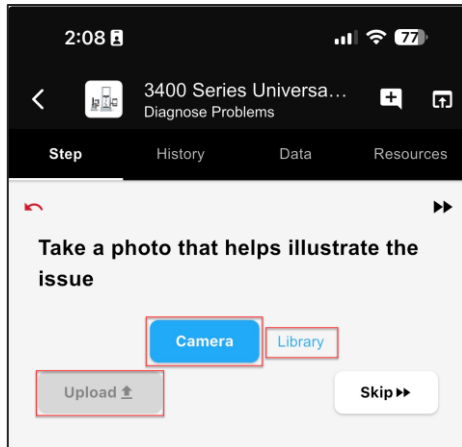 2:08
77
3400 Series Universa...
Diagnose Problems
Step History Data Resources
Take a photo that helps illustrate the
issue
Camera Library
Upload Skip